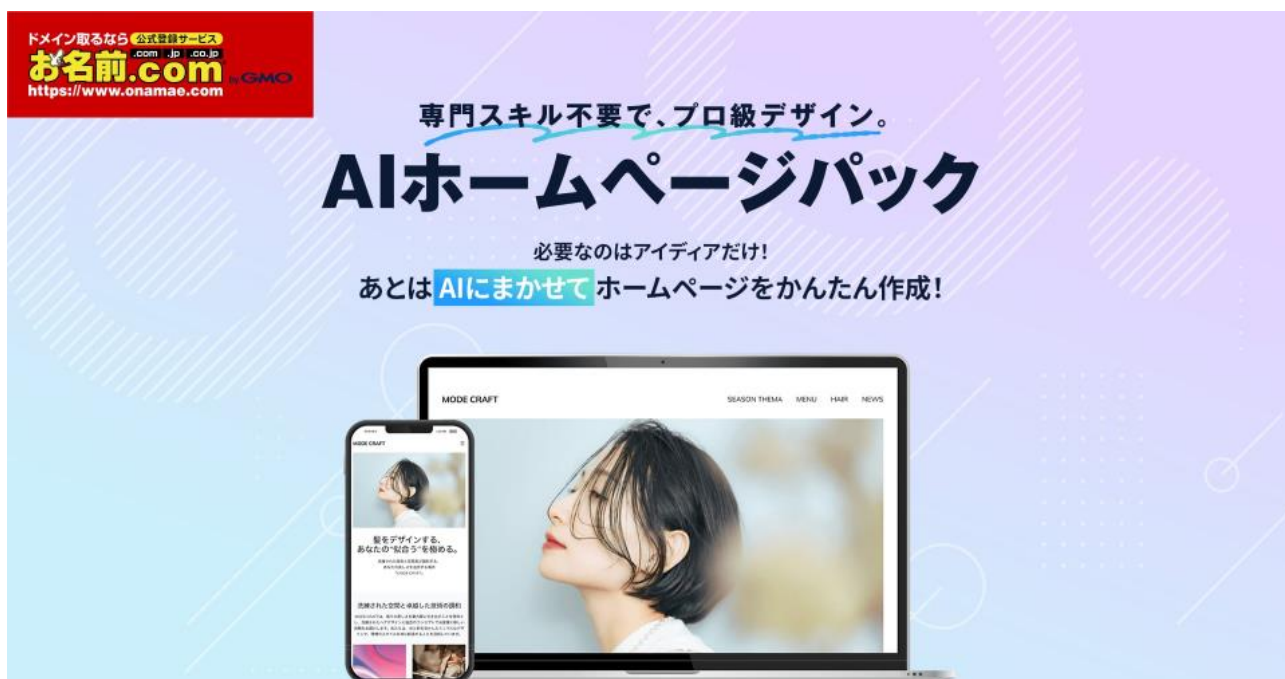 ドメイン取るなら 公式登録サービス
.com .jp .co.jp
お名前.com by GMO
https://www.onamae.com
専門スキル不要で、プロ級デザイン。
AIホームページパック
必要なのはアイディアだけ！
あとは AIにまかせて ホームページをかんたん作成！
MODE CRAFT
SEASON THEMA MENU HAIR NEWS
MODE CRAFT
髪をデザインする、
あなたの“似合う”を極める。
洗練された空間と卓越した技術の調和